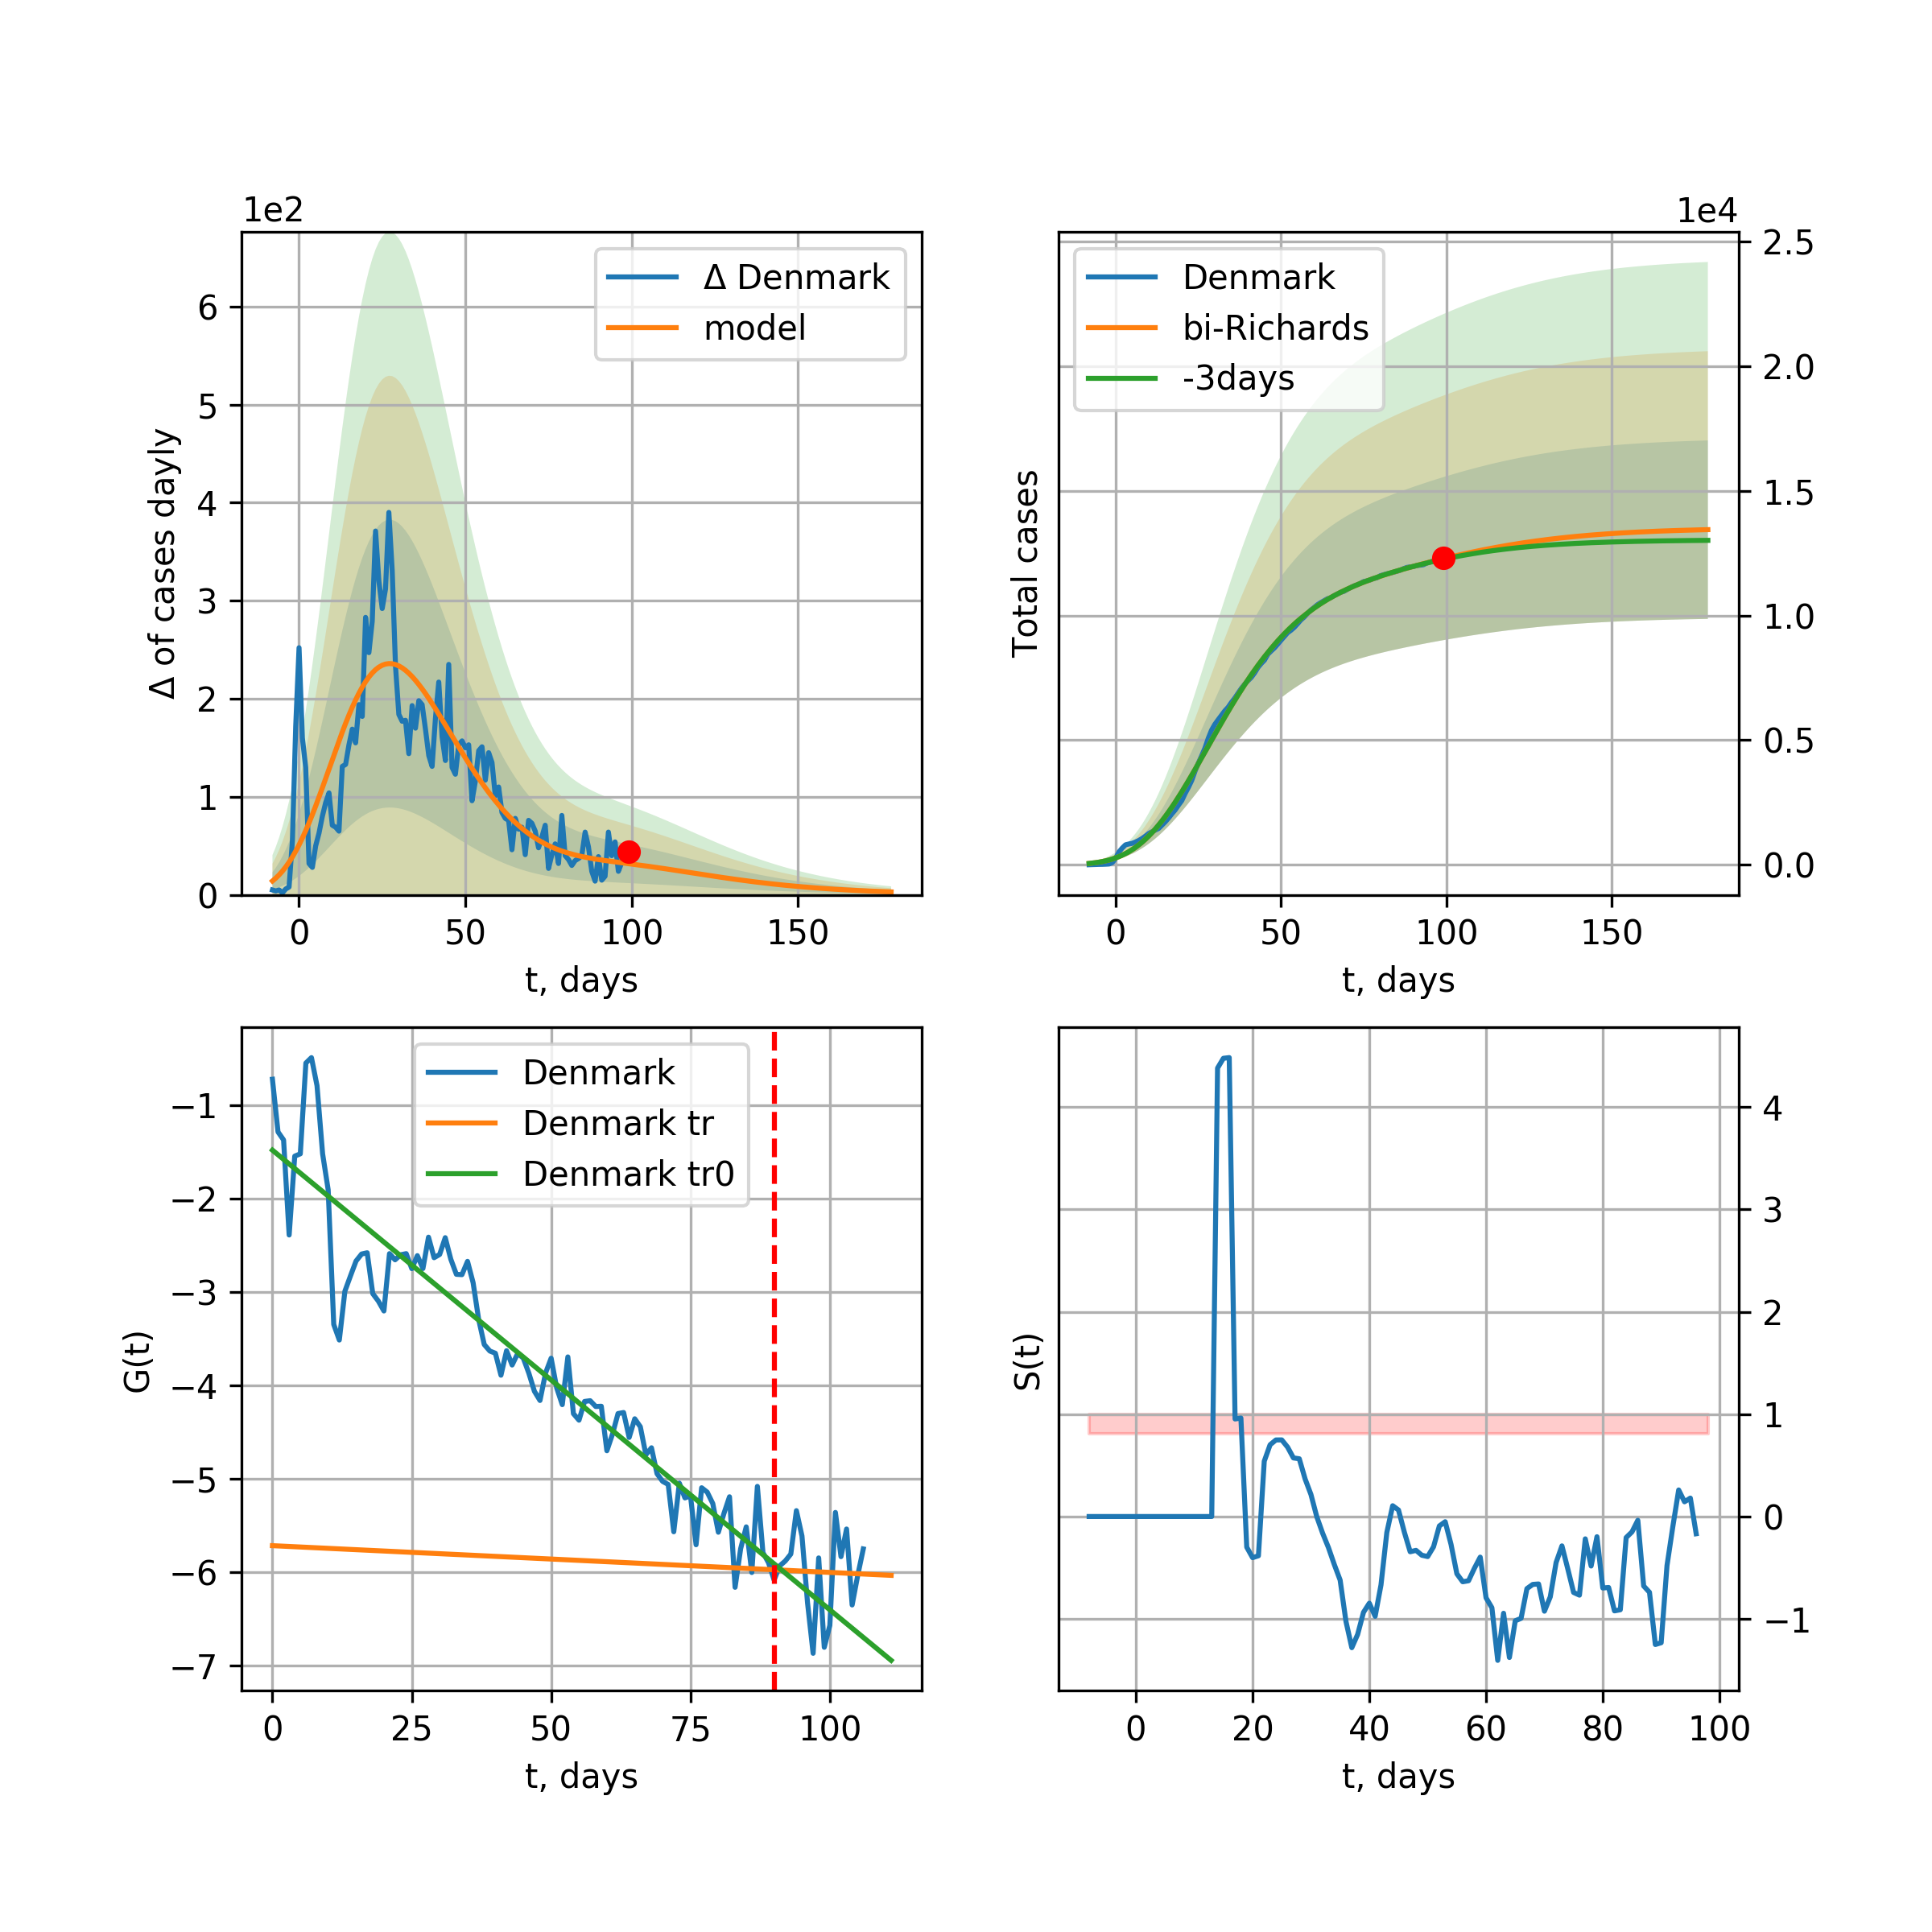 1e2
Δ of cases dayly
6
5
4
3
2
1
0
Δ Denmark
model
0 50 100 150
t, days
1e4
Total cases
Denmark
bi-Richards
-3days
2.5
2.0
1.5
1.0
0.5
0.0
0 50 100 150
t, days
G(t)
−1
−2
−3
−4
−5
−6
−7
Denmark
Denmark tr
Denmark tr0
0 25 50 75 100
t, days
S(t)
4
3
2
1
0
−1
0 20 40 60 80 100
t, days